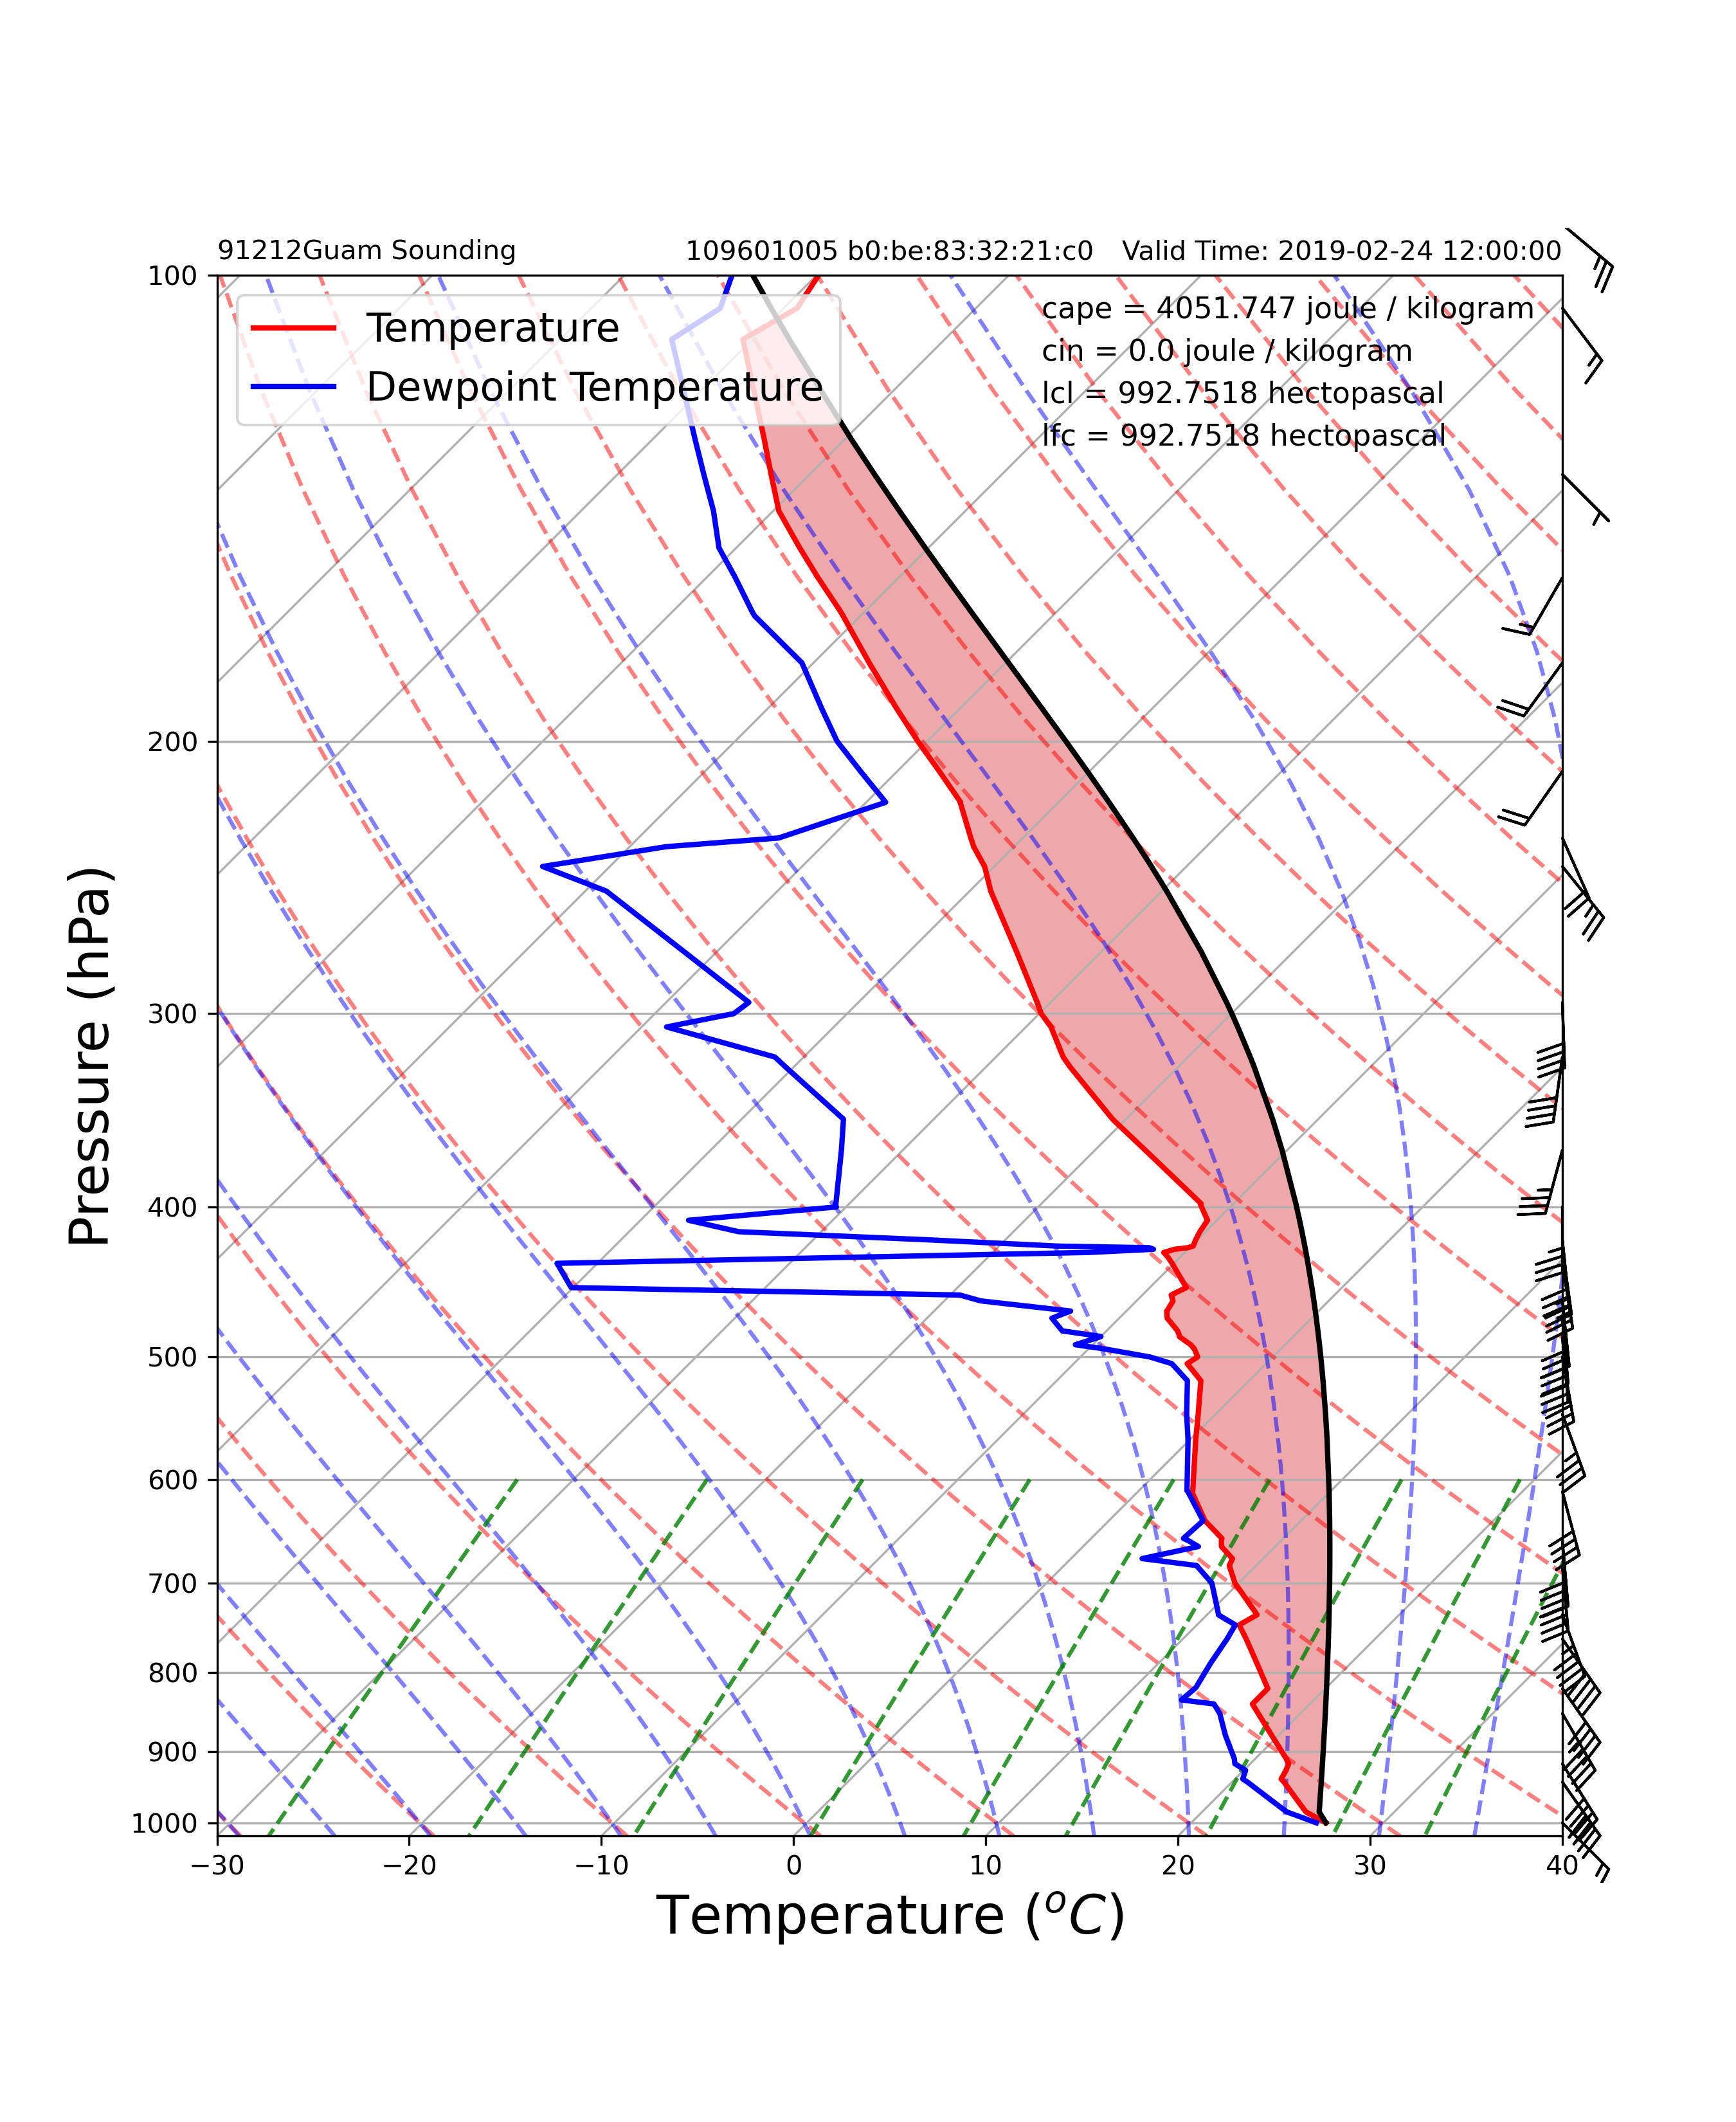 91212Guam Sounding 109601005 b0:be:83:32:21:c0 Valid Time: 2019-02-24 12:00:00
Temperature
Dewpoint Temperature
cape = 4051.747 joule / kilogram
cin = 0.0 joule / kilogram
lcl = 992.7518 hectopascal
lfc = 992.7518 hectopascal
Pressure (hPa)
100
200
300
400
500
600
700
800
900
1000
−30 −20 −10 0 10 20 30 40
Temperature (°C)